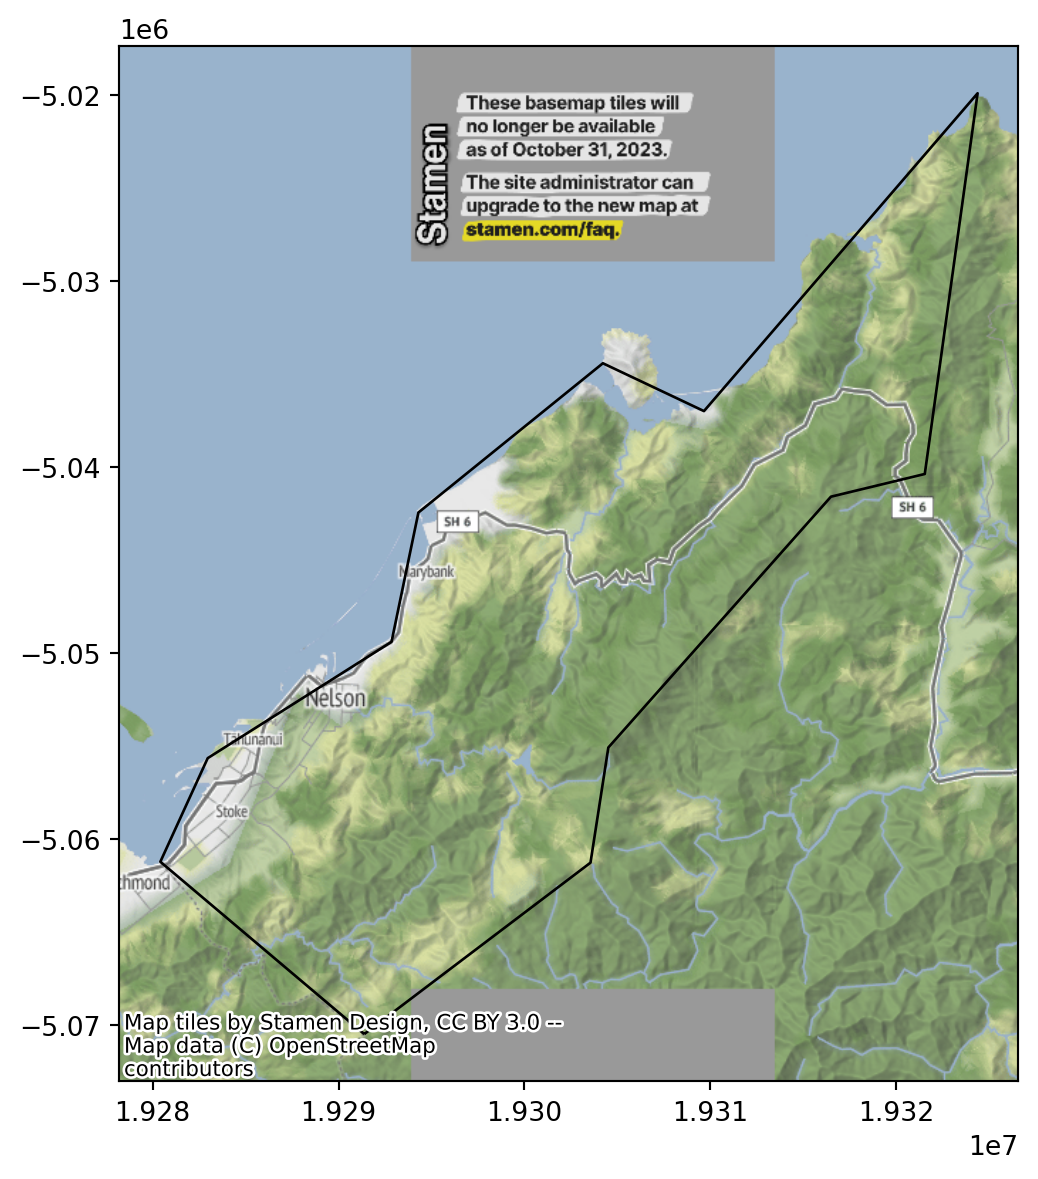 1e6
−5.02
−5.03
−5.04
−5.05
−5.06
−5.07
Stamen
These basemap tiles will
no longer be available
as of October 31, 2023.
The site administrator can
upgrade to the new map at
stamen.com/faq.
SH 6
SH 6
Marybank
Nelson
Tāhunanui
Stoke
chmond
Map tiles by Stamen Design, CC BY 3.0 --
Map data (C) OpenStreetMap
contributors
1.928
1.929
1.930
1.931
1.932
1e7